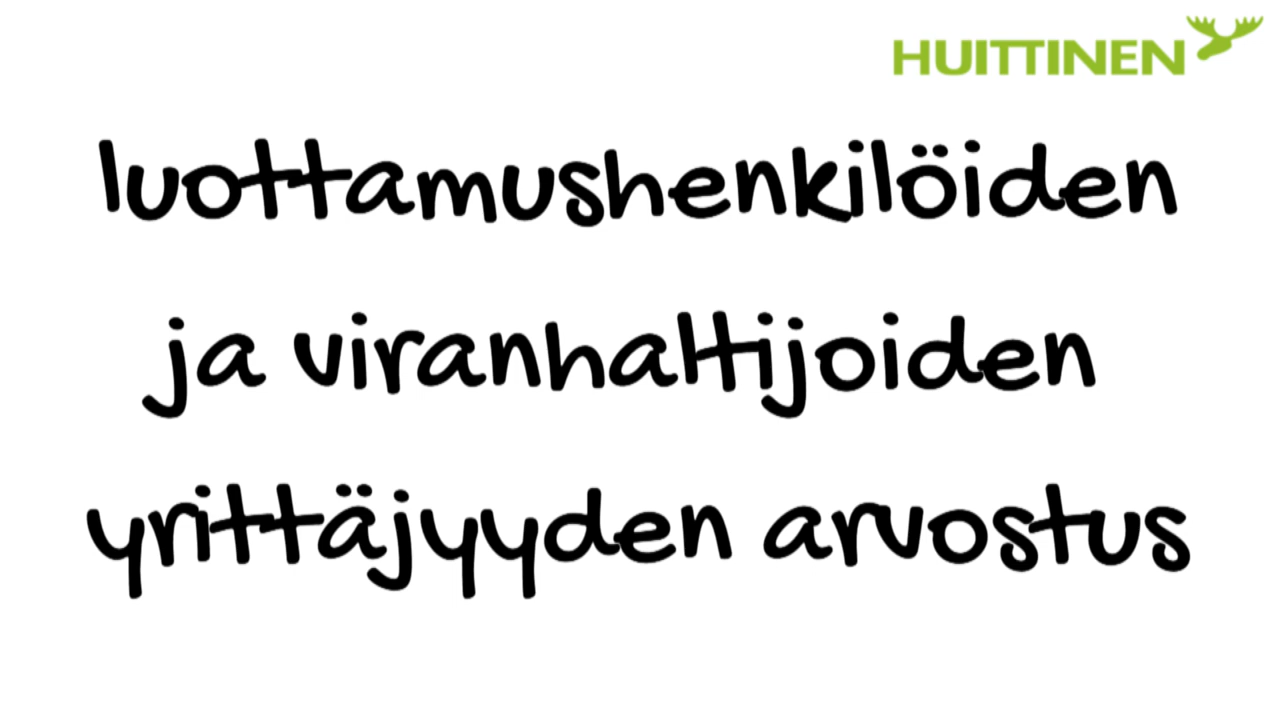 HUITTINEN
luottamushenkilöiden
ja viranhaltijoiden
yrittäjyyden arvostus